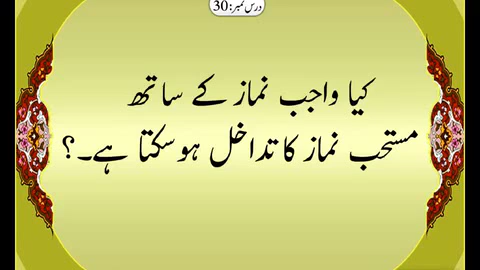 درس نمبر:30
کیا واجب نماز کے ساتھ
مستحب نماز کا تداخل ہو سکتا ہے۔؟